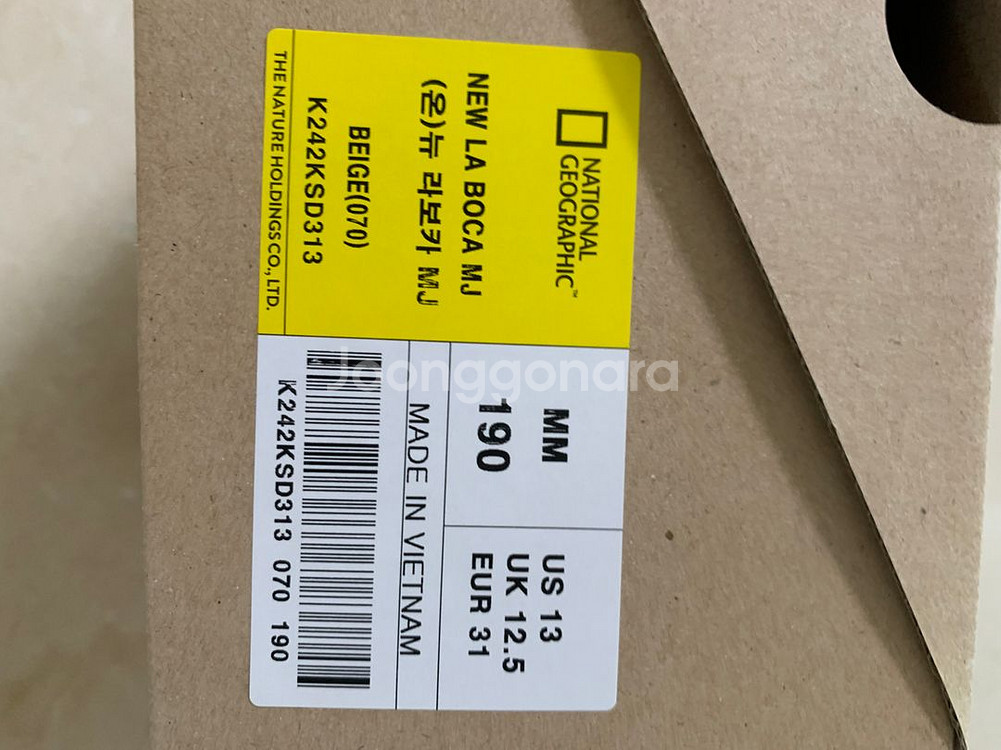 NATIONAL
GEOGRAPHIC™
NEW LA BOCA MJ
(온)뉴 라보카 MJ
BEIGE(070)
K242KSD313
THE NATURE HOLDINGS CO., LTD.
MM
190
US 13
UK 12.5
EUR 31
MADE IN VIETNAM
K242KSD313 070 190
Joonggonara